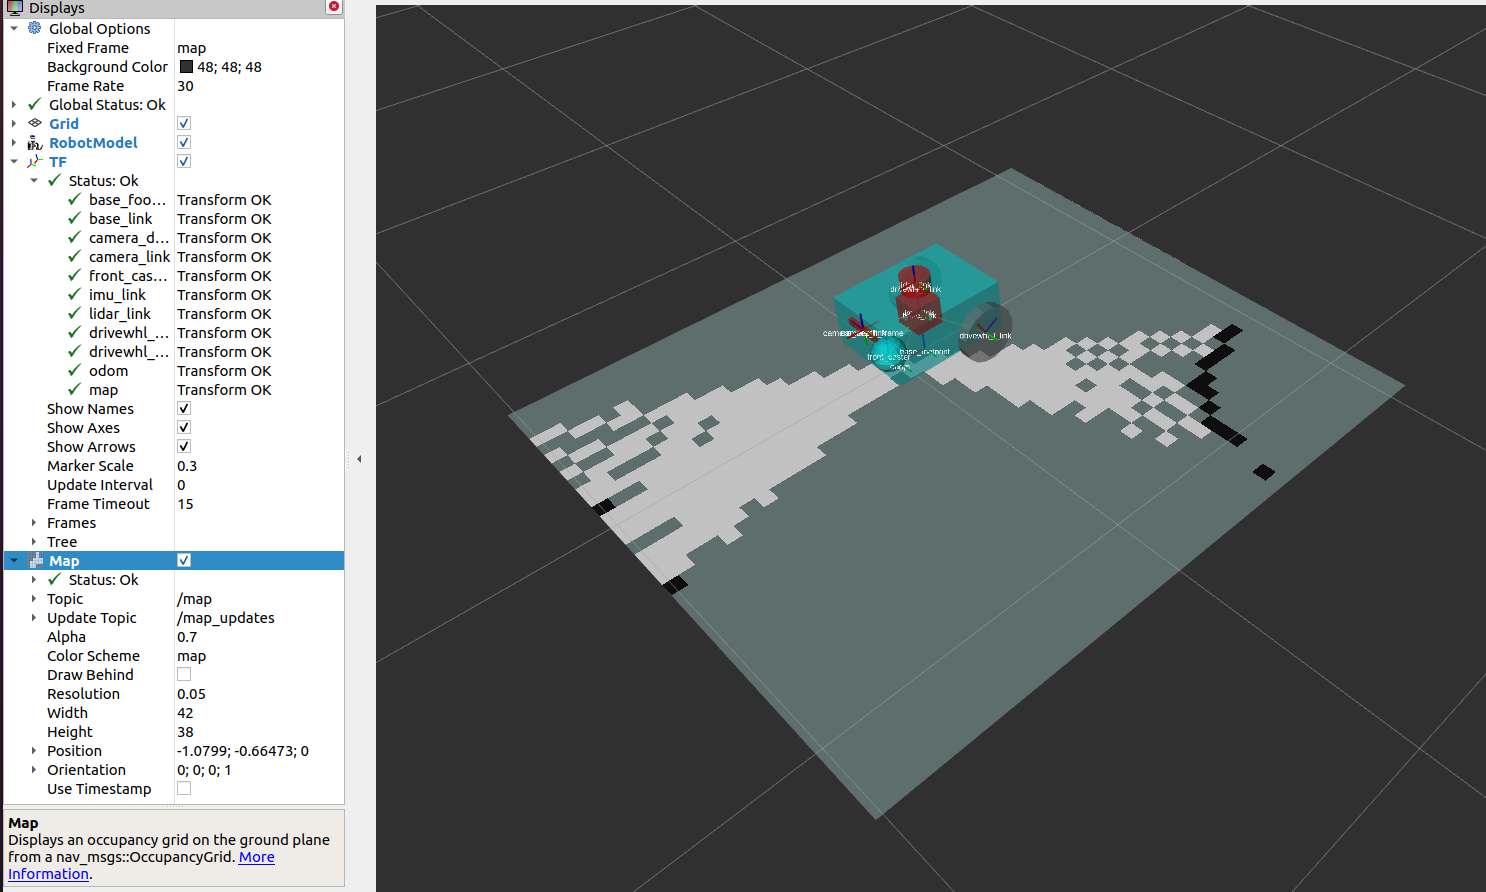 Displays
Global Options
Fixed Frame map
Background Color 48; 48; 48
Frame Rate 30
Global Status: Ok
Grid
RobotModel
TF
Status: Ok
base_foo... Transform OK
base_link Transform OK
camera_d... Transform OK
camera_link Transform OK
front_cas... Transform OK
imu_link Transform OK
lidar_link Transform OK
drivewhl_... Transform OK
drivewhl_... Transform OK
odom Transform OK
map Transform OK
Show Names
Show Axes
Show Arrows
Marker Scale 0.3
Update Interval 0
Frame Timeout 15
Frames
Tree
Map
Status: Ok
Topic /map
Update Topic /map_updates
Alpha 0.7
Color Scheme map
Draw Behind
Resolution 0.05
Width 42
Height 38
Position -1.0799; -0.66473; 0
Orientation 0; 0; 0; 1
Use Timestamp
Map
Displays an occupancy grid on the ground plane
from a nav_msgs::OccupancyGrid. More
Information.